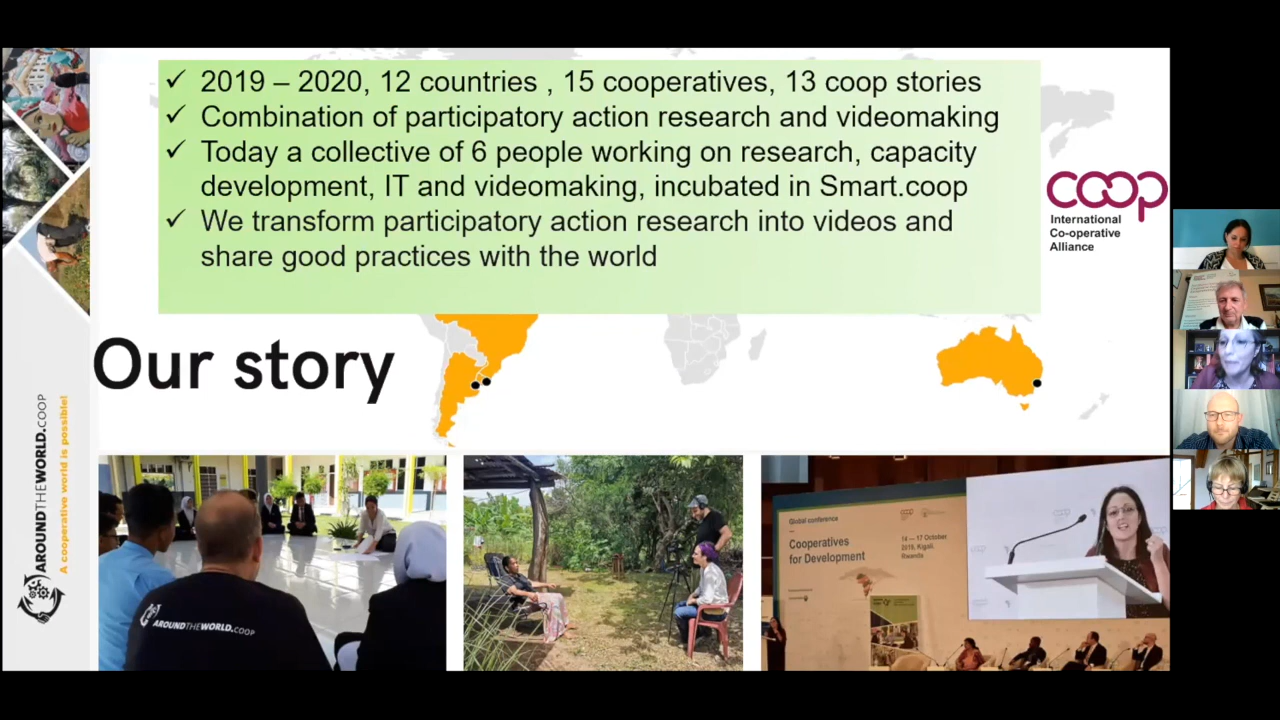 ✓ 2019 – 2020, 12 countries , 15 cooperatives, 13 coop stories
✓ Combination of participatory action research and videomaking
✓ Today a collective of 6 people working on research, capacity
development, IT and videomaking, incubated in Smart.coop
✓ We transform participatory action research into videos and
share good practices with the world
coop
International
Co-operative
Alliance
Our story
AROUNDTHEWORLD.COOP
A cooperative world is possible!
AROUNDTHEWORLD.COOP
Global conference
Cooperatives
for Development
14 — 17 October
2019, Kigali,
Rwanda
coop